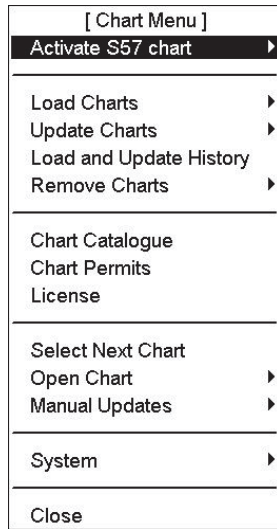 [ Chart Menu ]
Activate S57 chart
Load Charts
Update Charts
Load and Update History
Remove Charts
Chart Catalogue
Chart Permits
License
Select Next Chart
Open Chart
Manual Updates
System
Close